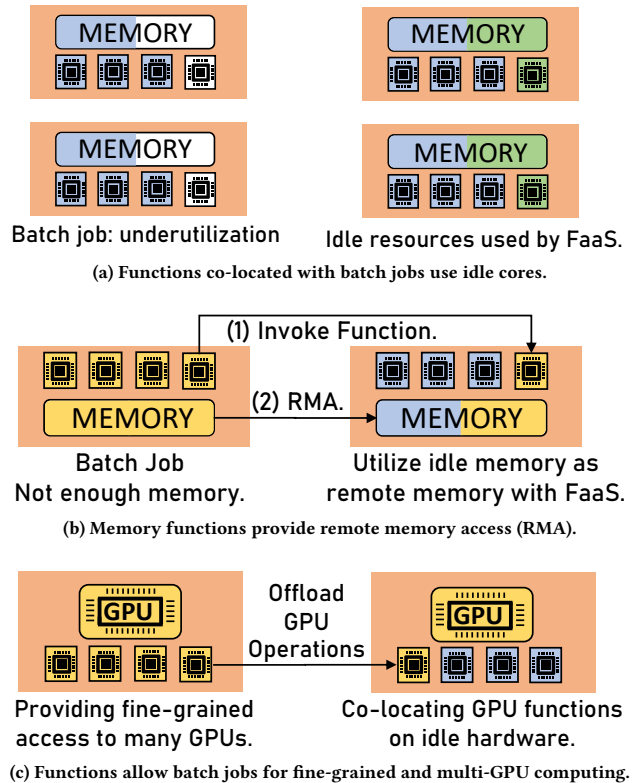 MEMORY
MEMORY
MEMORY
MEMORY
Batch job: underutilization
Idle resources used by FaaS.
(a) Functions co-located with batch jobs use idle cores.
(1) Invoke Function.
MEMORY
(2) RMA.
MEMORY
Batch Job
Not enough memory.
Utilize idle memory as
remote memory with FaaS.
(b) Memory functions provide remote memory access (RMA).
GPU
Offload
GPU
Operations
GPU
Providing fine-grained
access to many GPUs.
Co-locating GPU functions
on idle hardware.
(c) Functions allow batch jobs for fine-grained and multi-GPU computing.